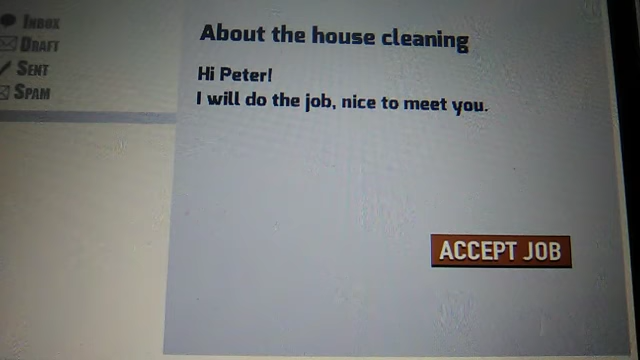 Inbox
Draft
Sent
Spam
About the house cleaning
Hi Peter!
I will do the job, nice to meet you.
ACCEPT JOB